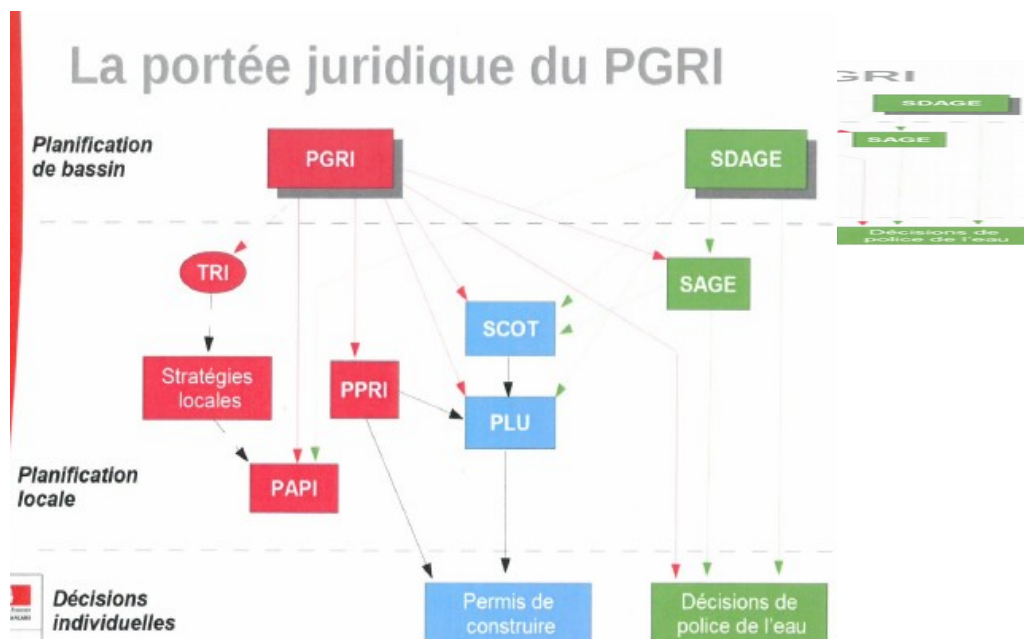 La portée juridique du PGRI
Planification
de bassin
PGRI
SDAGE
TRI
SAGE
SCOT
Stratégies
locales
PPRI
PLU
Planification
locale
PAPI
Décisions
individuelles
Permis de
construire
Décisions de
police de l'eau
GRI
SDAGE
SAGE
Décisions de
police de l'eau